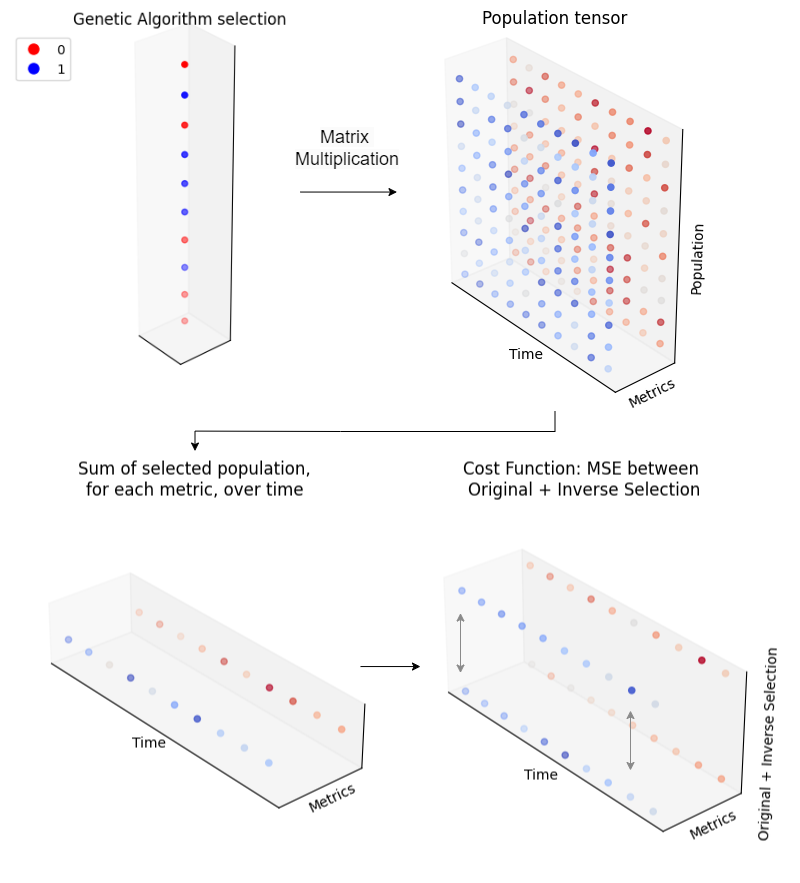 Genetic Algorithm selection
0
1
Matrix
Multiplication
Population tensor
Population
Time
Metrics
Sum of selected population,
for each metric, over time
Time
Metrics
Cost Function: MSE between
Original + Inverse Selection
Time
Metrics
Original + Inverse Selection